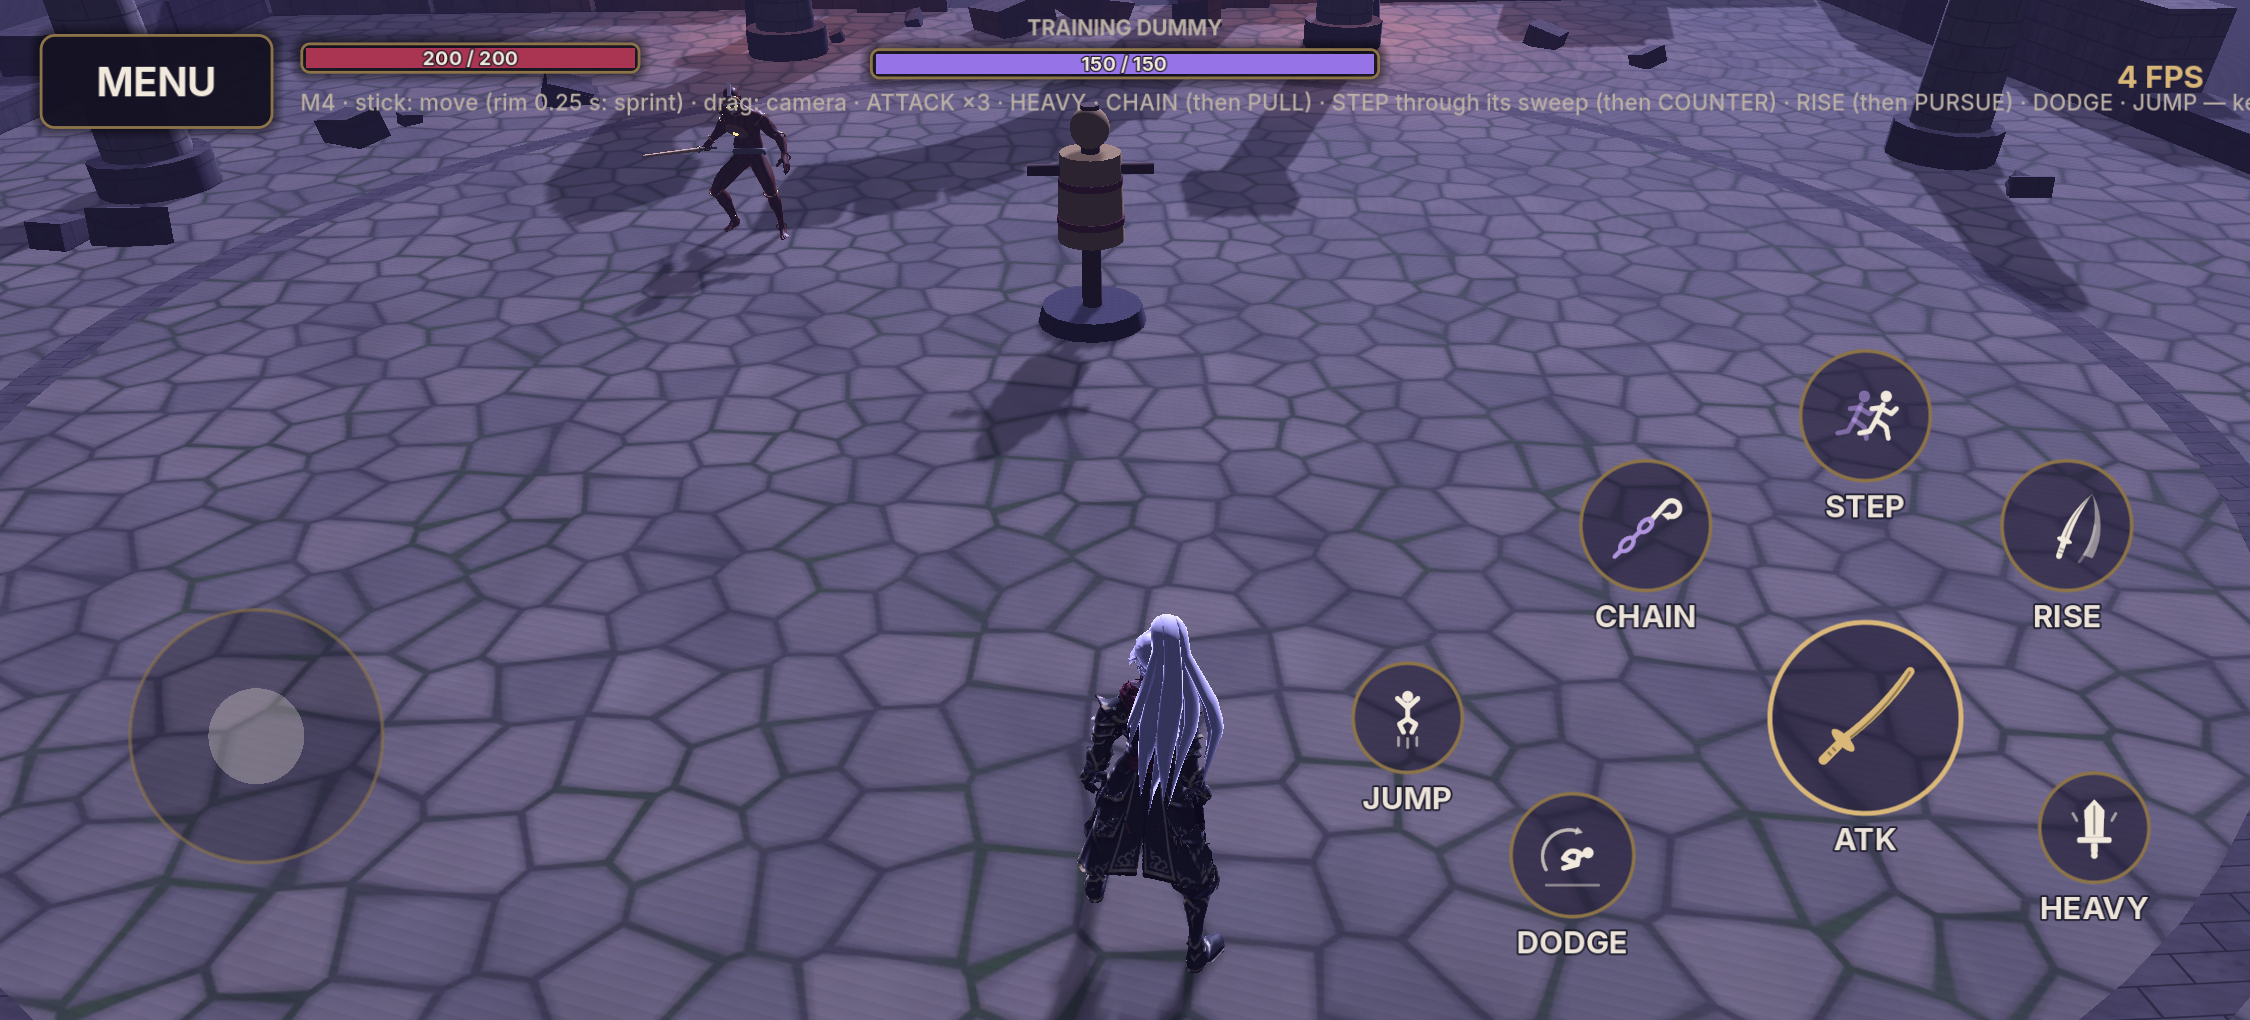 TRAINING DUMMY
MENU
200 / 200
150 / 150
4 FPS
M4 · stick: move (rim 0.25 s: sprint) · drag: camera · ATTACK ×3 · HEAVY · CHAIN (then PULL) · STEP through its sweep (then COUNTER) · RISE (then PURSUE) · DODGE · JUMP —
STEP
CHAIN
RISE
JUMP
ATK
HEAVY
DODGE